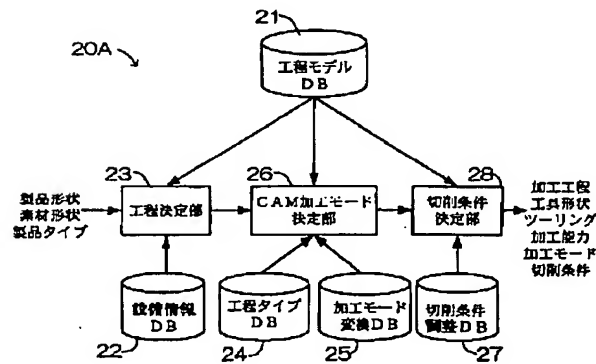 21
20A
工程モデル
DB
23
26
28
製品形状
素材形状
製品タイプ
工程決定部
CAM加工モード
決定部
切削条件
決定部
加工工程
工具形状
ツーリング
加工能力
加工モード
切削条件
設備情報
DB
工程タイプ
DB
加工モード
変換DB
切削条件
調整DB
22
24
25
27